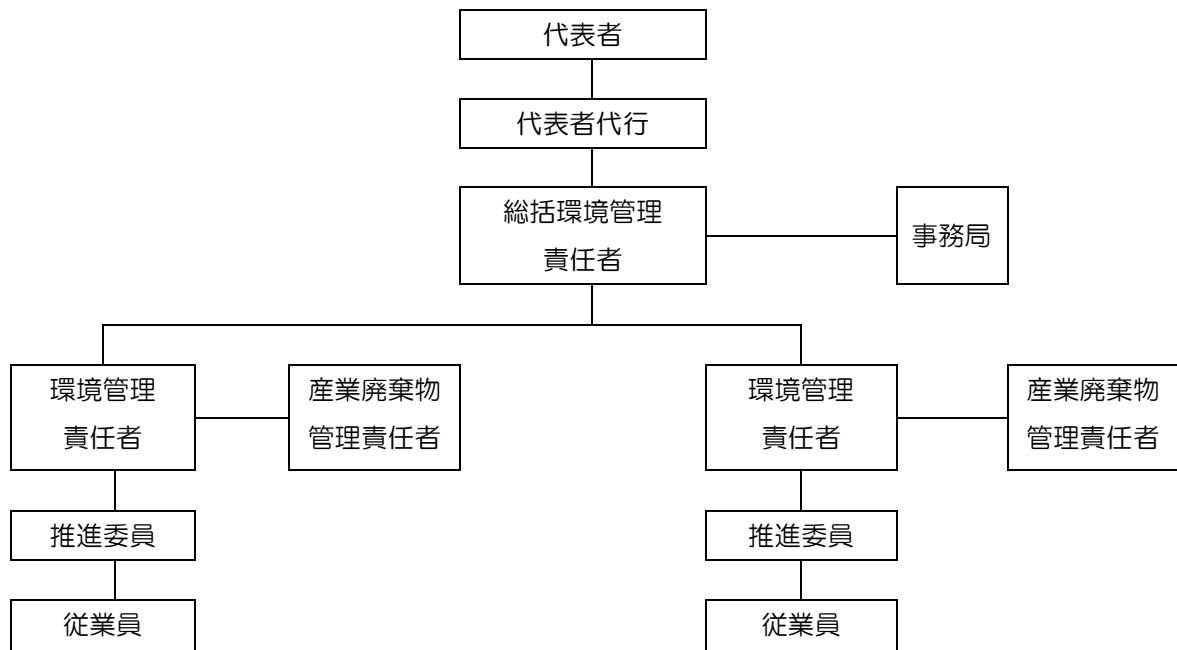 代表者
代表者代行
総括環境管理
責任者
事務局
環境管理
責任者
産業廃棄物
管理責任者
環境管理
責任者
産業廃棄物
管理責任者
推進委員
推進委員
従業員
従業員